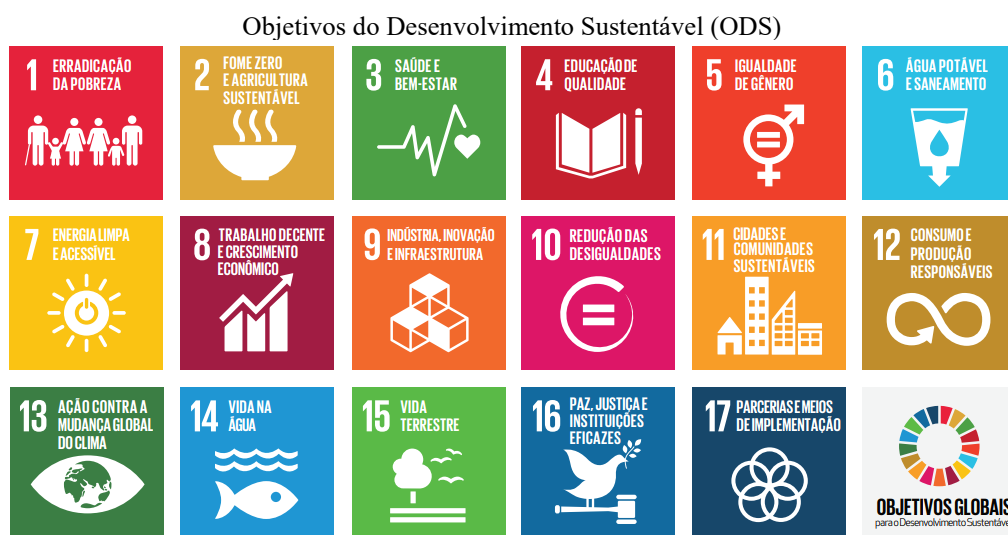 Objetivos do Desenvolvimento Sustentável (ODS)
1 ERRADICAÇÃO
DA POBREZA
2 FOME ZERO
E AGRICULTURA
SUSTENTÁVEL
3 SAÚDE E
BEM-ESTAR
4 EDUCAÇÃO DE
QUALIDADE
5 IGUALDADE
DE GÊNERO
6 ÁGUA POTÁVEL
E SANEAMENTO
7 ENERGIA LIMPA
E ACESSÍVEL
8 TRABALHO DECENTE
E CRESCIMENTO
ECONÔMICO
9 INDÚSTRIA, INOVAÇÃO
E INFRAESTRUTURA
10 REDUÇÃO DAS
DESIGUALDADES
11 CIDADES E
COMUNIDADES
SUSTENTÁVEIS
12 CONSUMO E
PRODUÇÃO
RESPONSÁVEIS
13 AÇÃO CONTRA A
MUDANÇA GLOBAL
DO CLIMA
14 VIDA NA
ÁGUA
15 VIDA
TERRESTRE
16 PAZ, JUSTIÇA E
INSTITUIÇÕES
EFICAZES
17 PARCERIAS E MEIOS
DE IMPLEMENTAÇÃO
OBJETIVOS GLOBAIS
para o Desenvolvimento Sustentáve